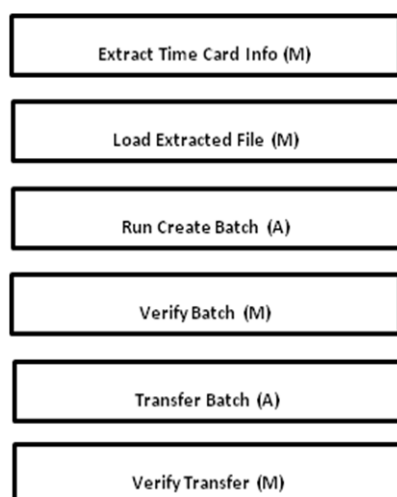 Extract Time Card Info (M)
Load Extracted File (M)
Run Create Batch (A)
Verify Batch (M)
Transfer Batch (A)
Verify Transfer (M)